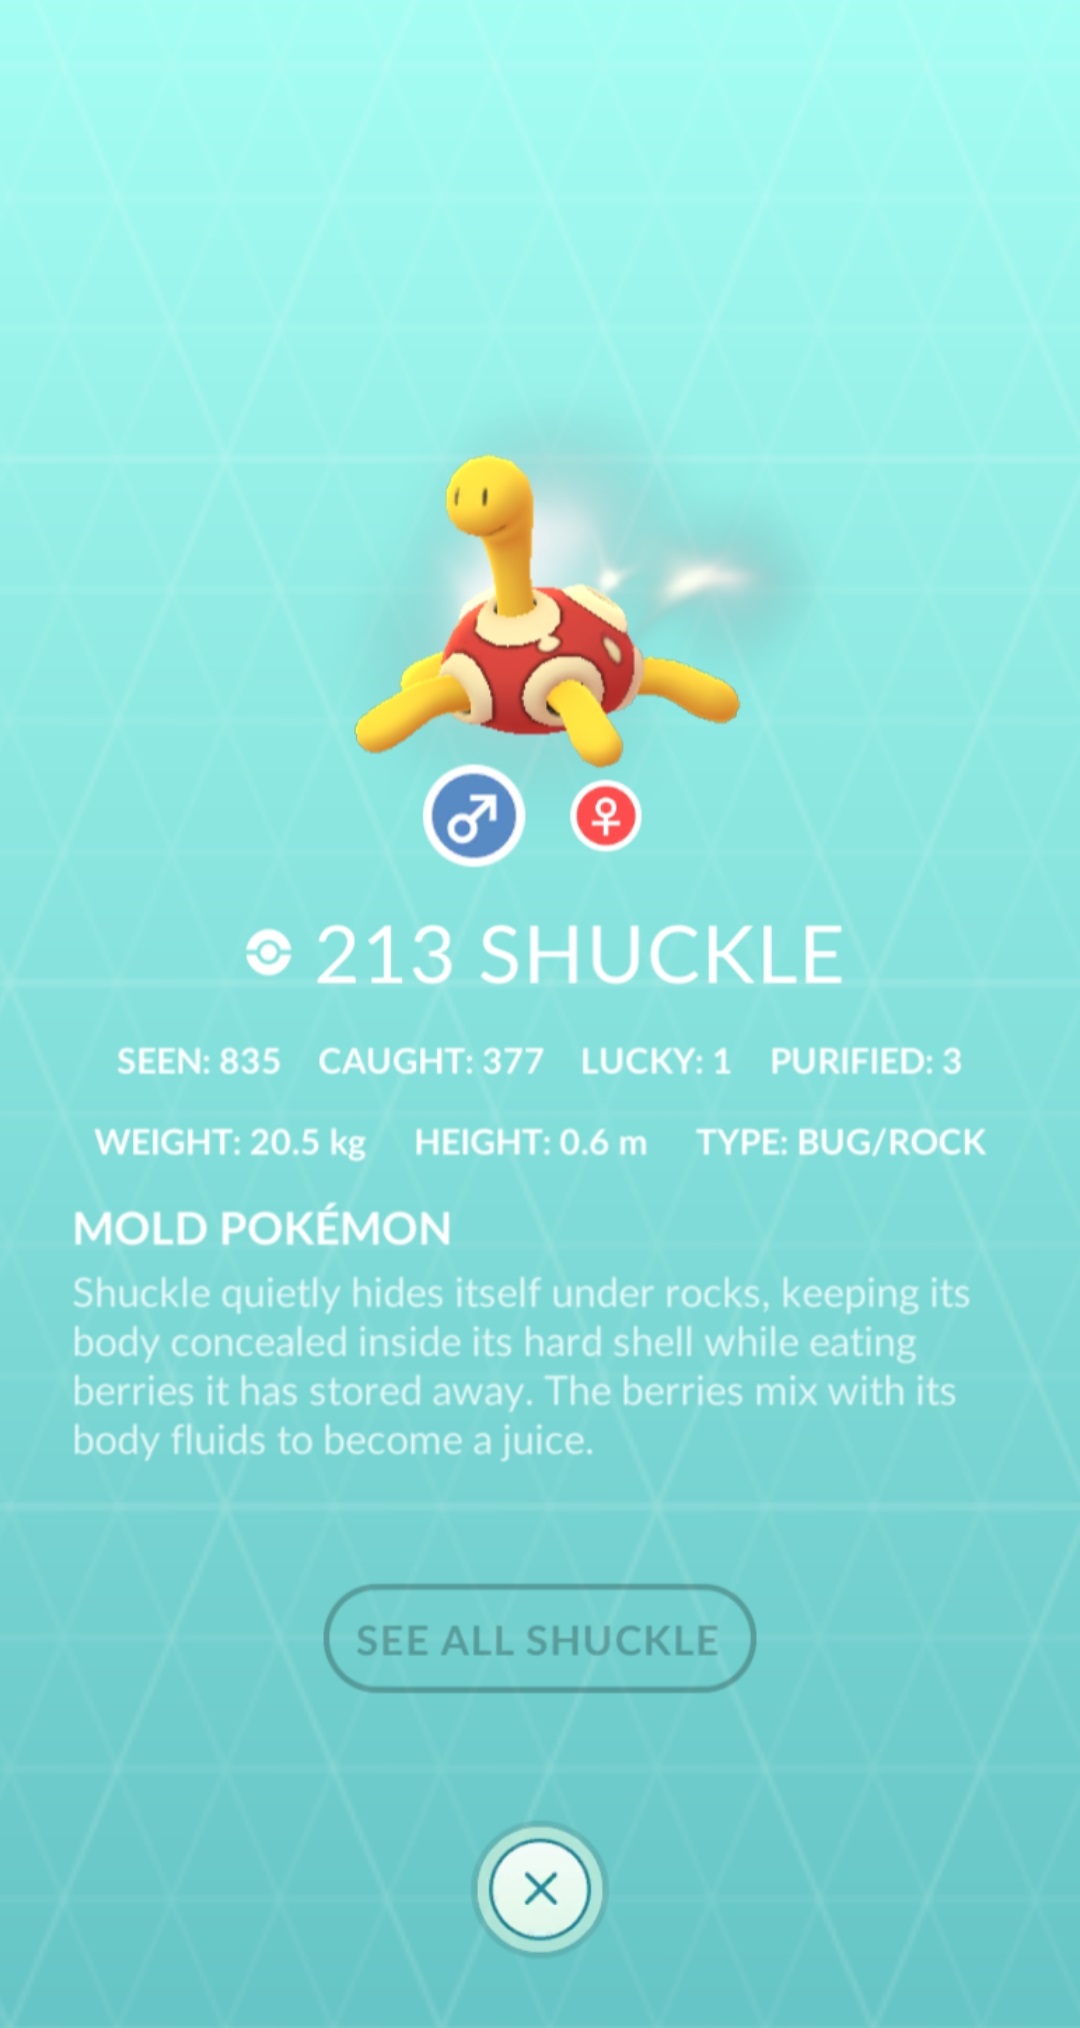 213 SHUCKLE
SEEN: 835 CAUGHT: 377 LUCKY: 1 PURIFIED: 3
WEIGHT: 20.5 kg HEIGHT: 0.6 m TYPE: BUG/ROCK
MOLD POKÉMON
Shuckle quietly hides itself under rocks, keeping its
body concealed inside its hard shell while eating
berries it has stored away. The berries mix with its
body fluids to become a juice.
SEE ALL SHUCKLE